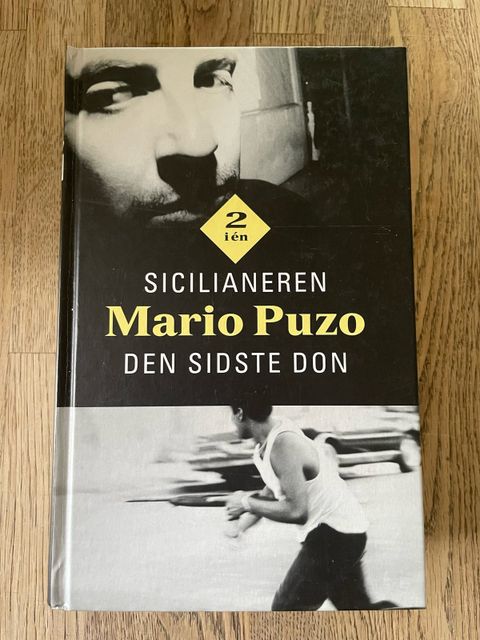 2
i én
SICILIANEREN
Mario Puzo
DEN SIDSTE DON